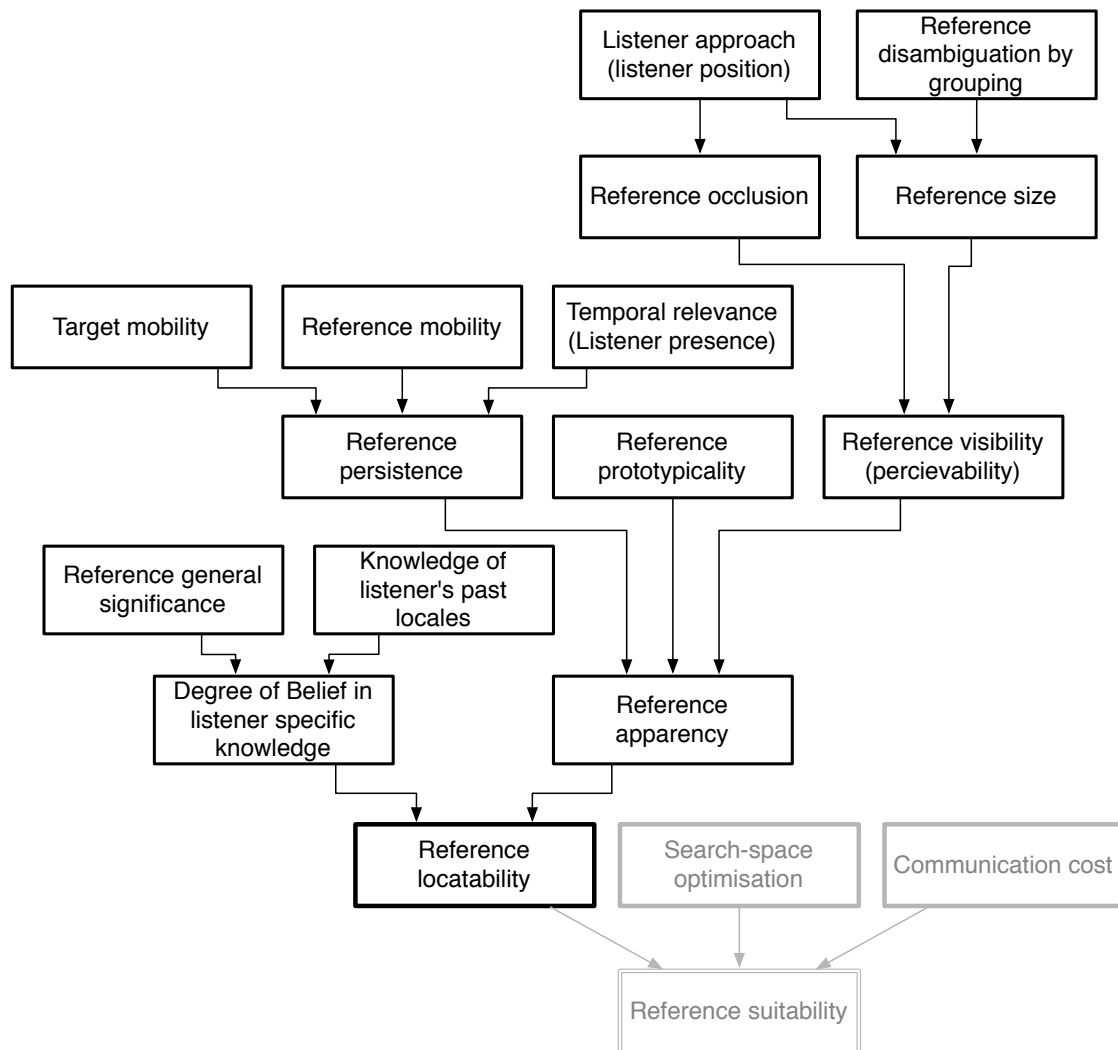 Listener approach
(listener position)
Reference
disambiguation by
grouping
Reference occlusion
Reference size
Target mobility
Reference mobility
Temporal relevance
(Listener presence)
Reference
persistence
Reference
prototypicality
Reference visibility
(percievability)
Reference general
significance
Knowledge of
listener's past
locales
Degree of Belief in
listener specific
knowledge
Reference
apparency
Reference
locatability
Search-space
optimisation
Communication cost
Reference suitability